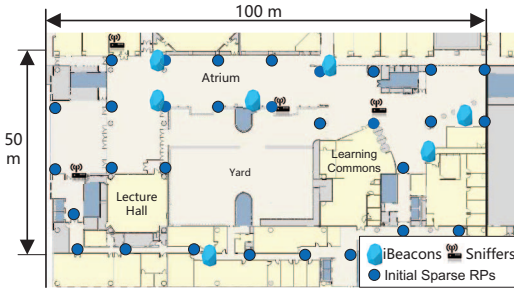 100 m
Atrium
50
m
Yard
Learning
Commons
Lecture
Hall
iBeacons Sniffers
Initial Sparse RPs